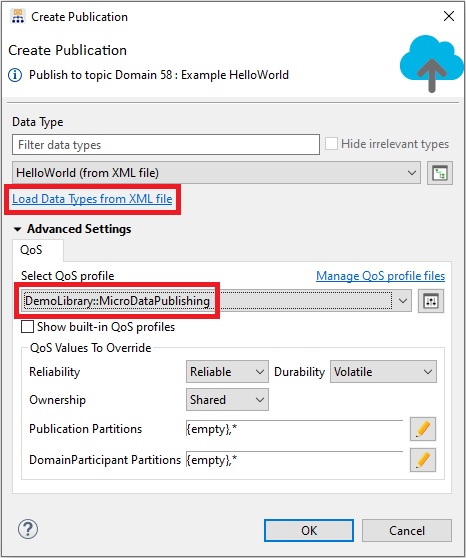 Create Publication
Create Publication
Publish to topic Domain 58 : Example HelloWorld
Data Type
Filter data types
Hide irrelevant types
HelloWorld (from XML file)
Load Data Types from XML file
Advanced Settings
QoS
Select QoS profile
Manage QoS profile files
DemoLibrary::MicroDataPublishing
Show built-in QoS profiles
QoS Values To Override
Reliability Reliable Durability Volatile
Ownership Shared
Publication Partitions {empty},*
DomainParticipant Partitions {empty},*
OK Cancel